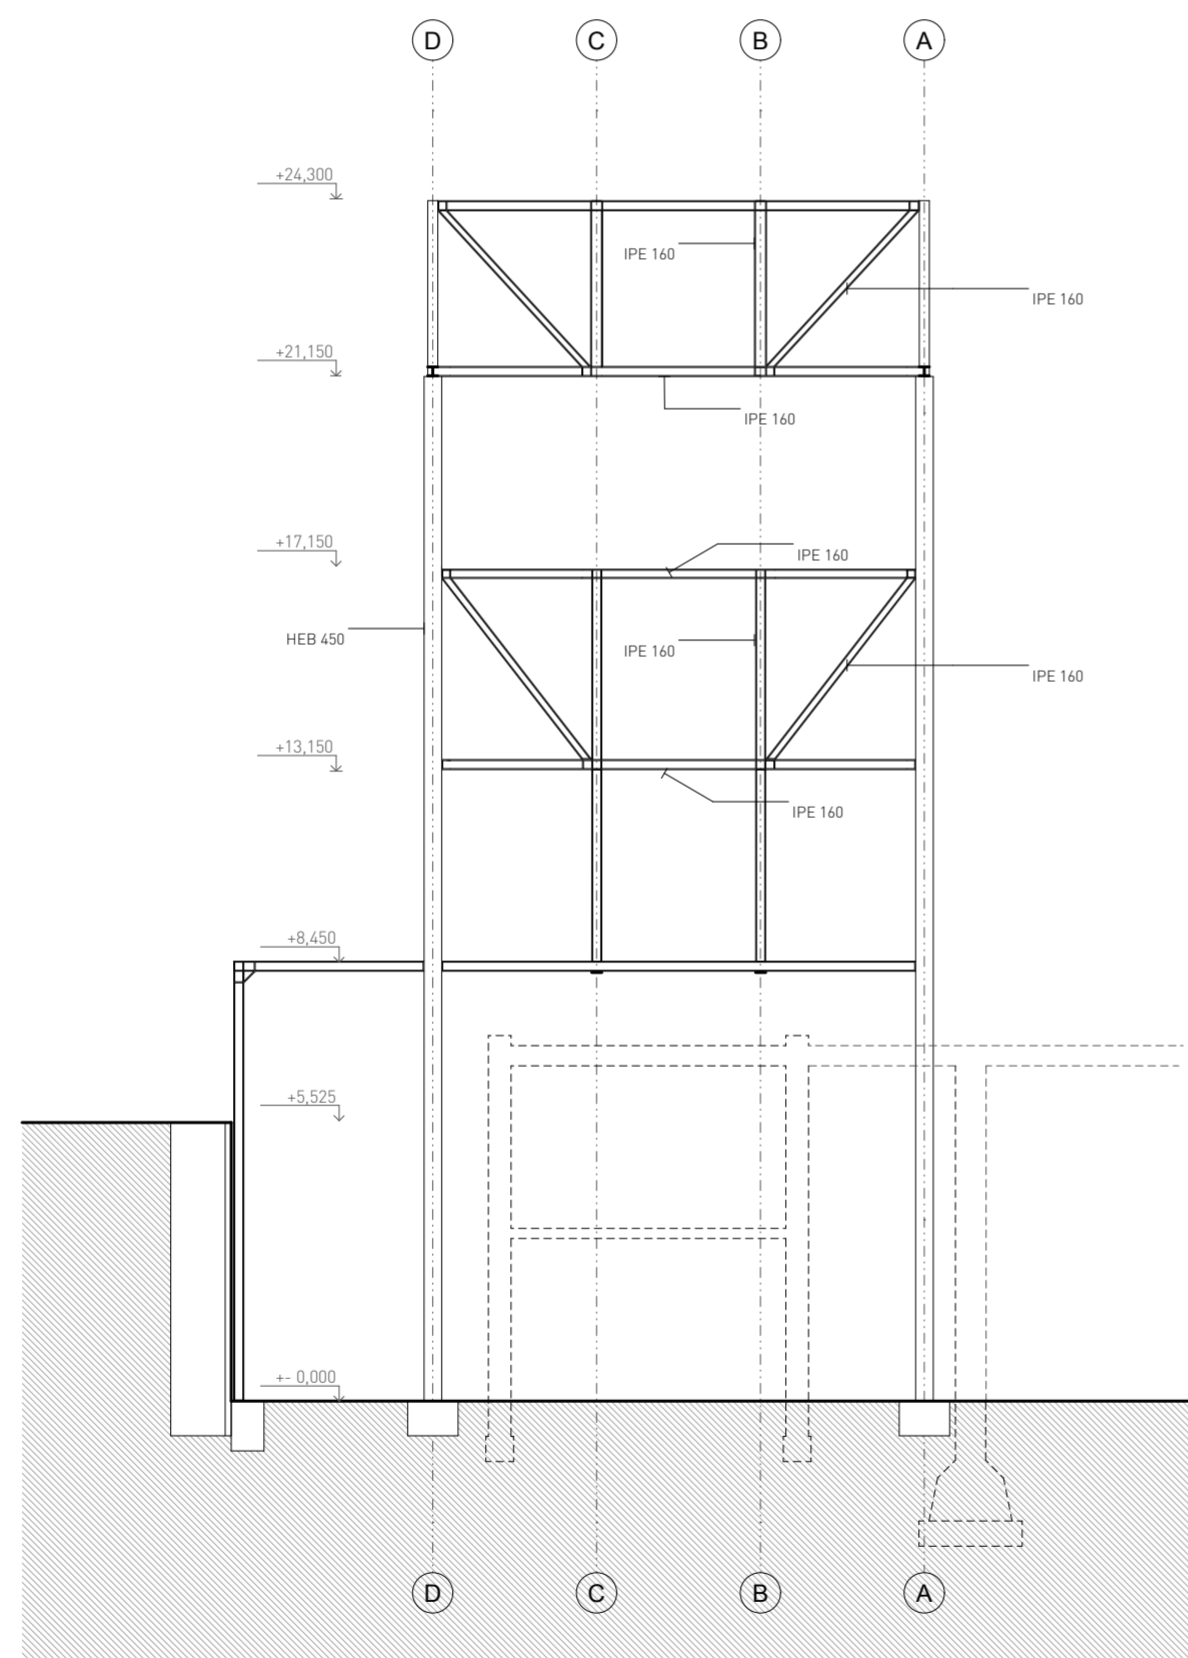 D C B A
+24,300
IPE 160
IPE 160
+21,150
IPE 160
+17,150
IPE 160
HEB 450
IPE 160
IPE 160
+13,150
IPE 160
+8,450
+5,525
+- 0,000
D C B A